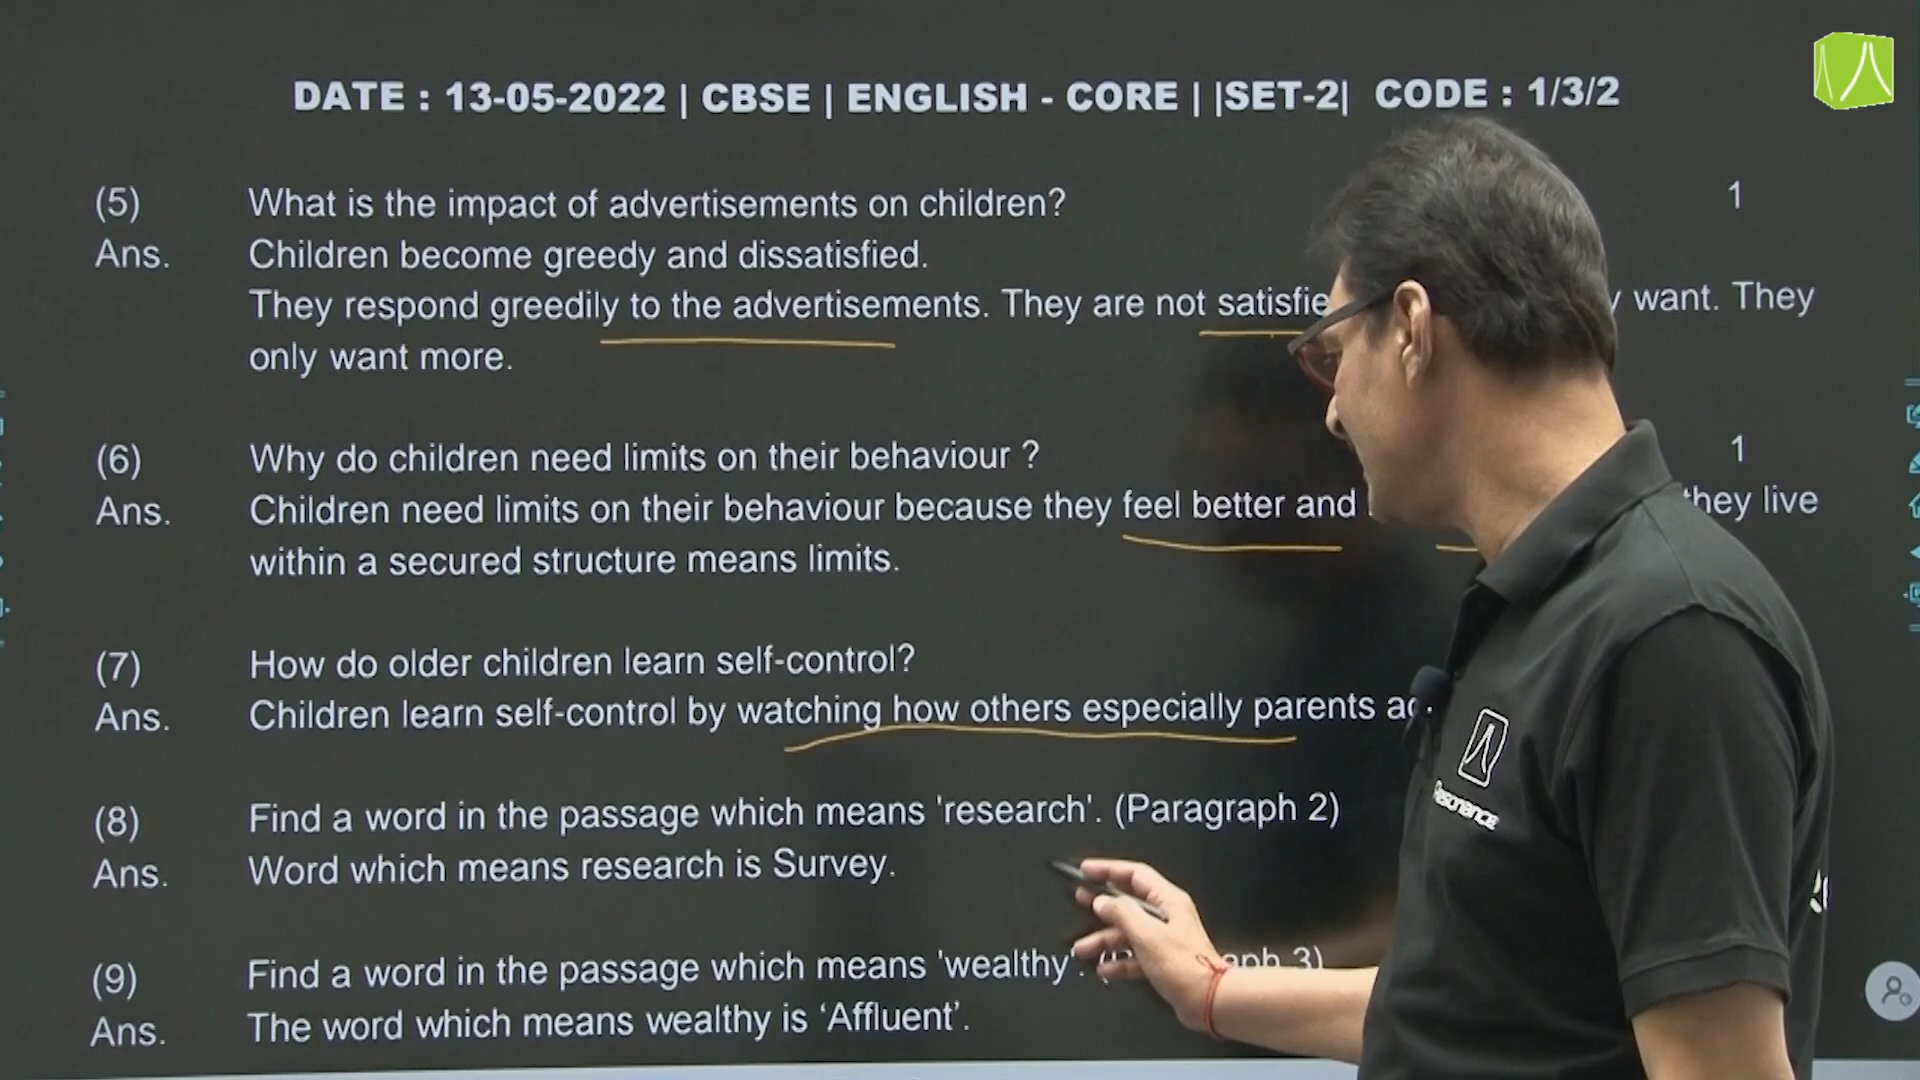 DATE : 13-05-2022 | CBSE | ENGLISH - CORE | |SET-2| CODE : 1/3/2
(5) What is the impact of advertisements on children? 1
Ans. Children become greedy and dissatisfied.
They respond greedily to the advertisements. They are not want. They
only want more.
(6) Why do children need limits on their behaviour ? 1
Ans. Children need limits on their behaviour because they feel better and they live
within a secured structure means limits.
(7) How do older children learn self-control?
Ans. Children learn self-control by watching how others especially parents
(8) Find a word in the passage which means 'research'. (Paragraph 2)
Ans. Word which means research is Survey.
(9) Find a word in the passage which means 'wealthy'. 3)
Ans. The word which means wealthy is ‘Affluent’.
Resonance